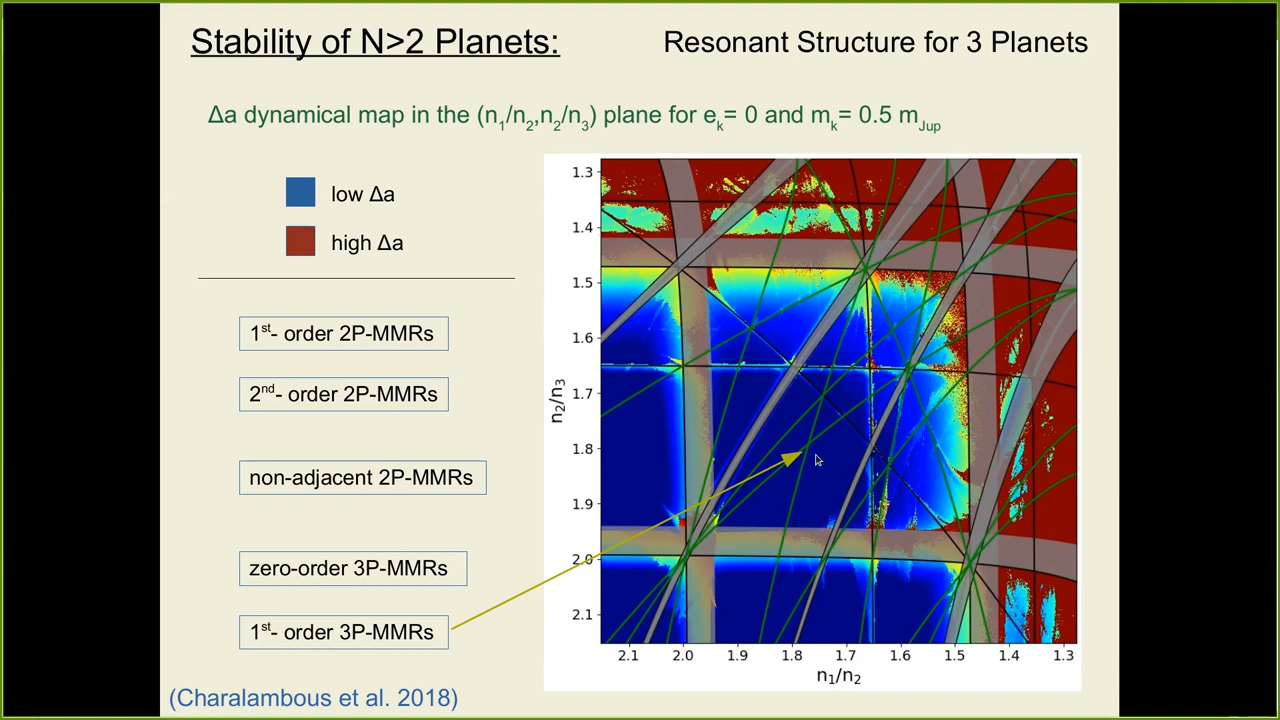 Stability of N>2 Planets:
Resonant Structure for 3 Planets
Δa dynamical map in the (n1/n2,n2/n3) plane for ek= 0 and mk= 0.5 mJup
low Δa
high Δa
1st- order 2P-MMRs
2nd- order 2P-MMRs
non-adjacent 2P-MMRs
zero-order 3P-MMRs
1st- order 3P-MMRs
(Charalambous et al. 2018)
1.3
1.4
1.5
1.6
1.7
1.8
1.9
2.0
2.1
n2/n3
2.1 2.0 1.9 1.8 1.7 1.6 1.5 1.4 1.3
n1/n2